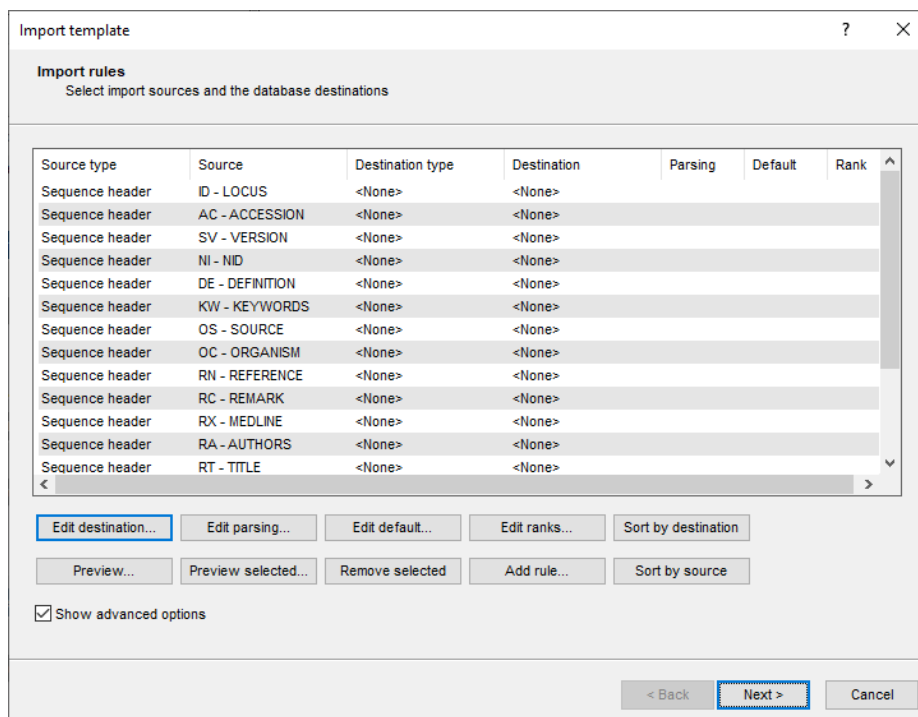 Import template ?
Import rules
Select import sources and the database destinations
Source type Source Destination type Destination Parsing Default Rank
Sequence header ID - LOCUS <None> <None>
Sequence header AC - ACCESSION <None> <None>
Sequence header SV - VERSION <None> <None>
Sequence header NI - NID <None> <None>
Sequence header DE - DEFINITION <None> <None>
Sequence header KW - KEYWORDS <None> <None>
Sequence header OS - SOURCE <None> <None>
Sequence header OC - ORGANISM <None> <None>
Sequence header RN - REFERENCE <None> <None>
Sequence header RC - REMARK <None> <None>
Sequence header RX - MEDLINE <None> <None>
Sequence header RA - AUTHORS <None> <None>
Sequence header RT - TITLE <None> <None>
Edit destination... Edit parsing... Edit default... Edit ranks... Sort by destination
Preview... Preview selected... Remove selected Add rule... Sort by source
Show advanced options
< Back Next > Cancel